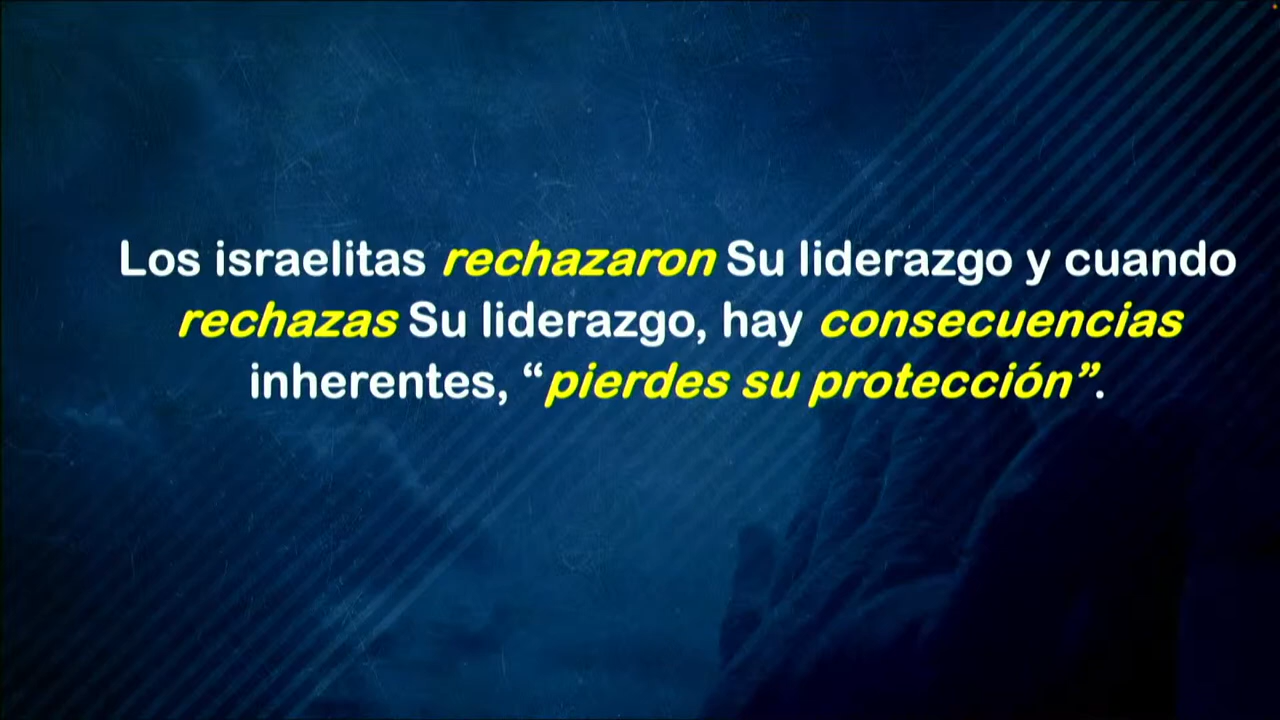 Los israelitas rechazaron Su liderazgo y cuando
rechazas Su liderazgo, hay consecuencias
inherentes, “pierdes su protección”.